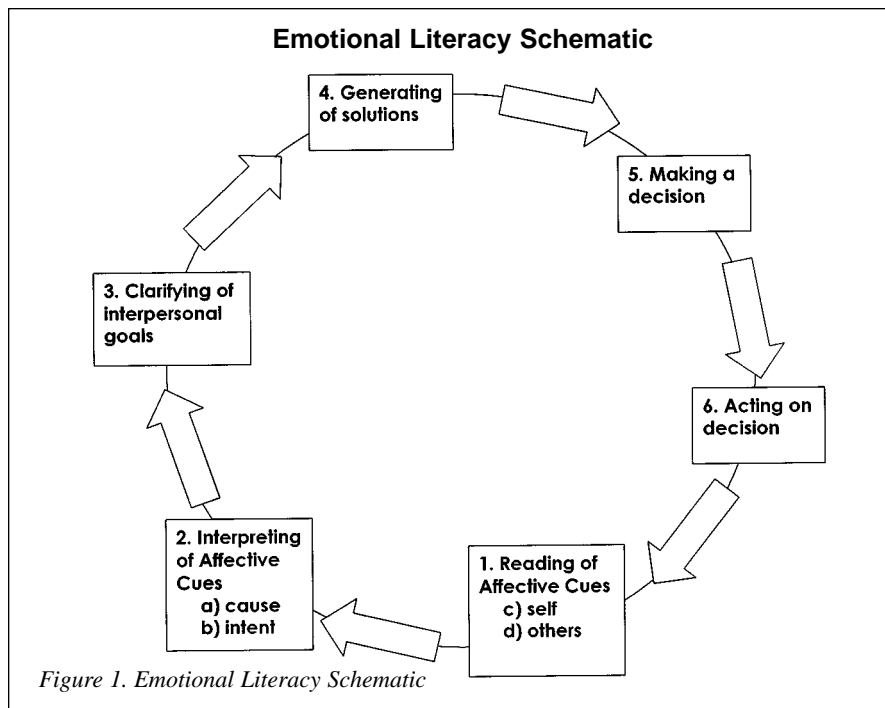 Emotional Literacy Schematic
4. Generating
of solutions
5. Making a
decision
3. Clarifying of
interpersonal
goals
6. Acting on
decision
2. Interpreting
of Affective
Cues
a) cause
b) intent
1. Reading of
Affective Cues
c) self
d) others
Figure 1. Emotional Literacy Schematic